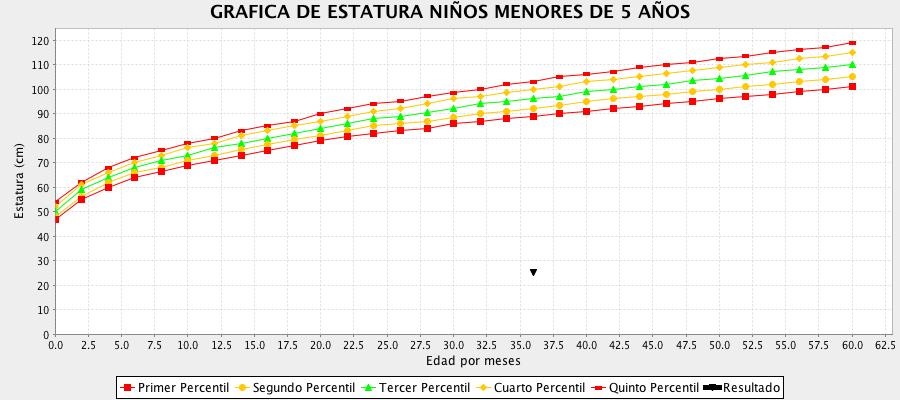 GRAFICA DE ESTATURA NIÑOS MENORES DE 5 AÑOS
120
110
100
90
80
70
60
50
40
30
20
10
0
Estatura (cm)
0.0 2.5 5.0 7.5 10.0 12.5 15.0 17.5 20.0 22.5 25.0 27.5 30.0 32.5 35.0 37.5 40.0 42.5 45.0 47.5 50.0 52.5 55.0 57.5 60.0 62.5
Edad por meses
Primer Percentil Segundo Percentil Tercer Percentil Cuarto Percentil Quinto Percentil Resultado